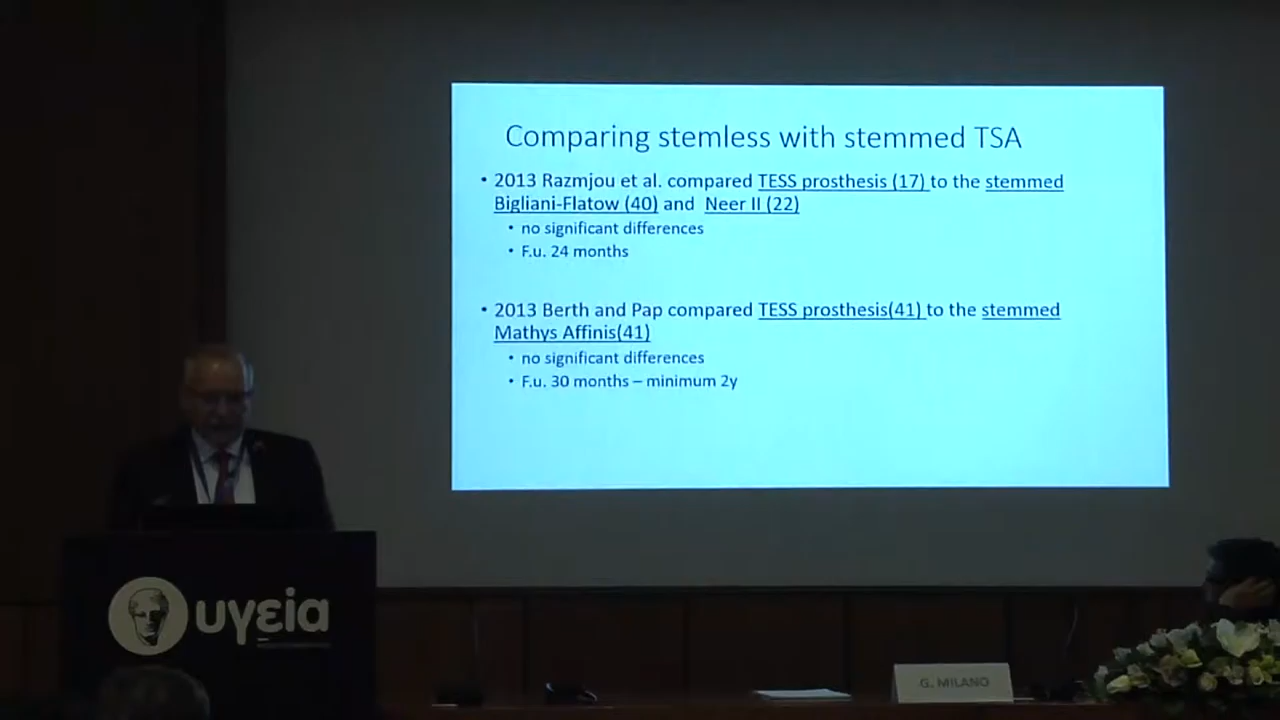 Comparing stemless with stemmed TSA
• 2013 Razmjou et al. compared TESS prosthesis (17) to the stemmed
Bigliani-Flatow (40) and Neer II (22)
• no significant differences
• F.u. 24 months
• 2013 Berth and Pap compared TESS prosthesis(41) to the stemmed
Mathys Affinis(41)
• no significant differences
• F.u. 30 months – minimum 2y
υγεία
G. MILANO